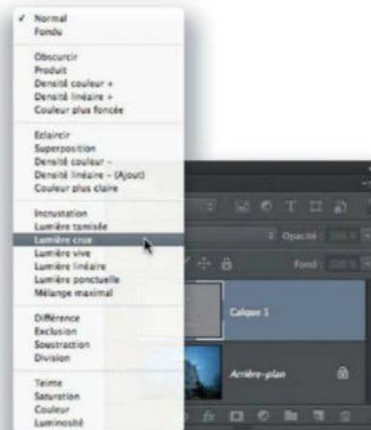 ✓ Normal
Fondu
Obscurcir
Produit
Densité couleur +
Densité linéaire +
Couleur plus foncée
Eclaircir
Superposition
Densité couleur –
Densité linéaire – (Ajout)
Couleur plus claire
Incrustation
Lumière tamisée
Lumière crue
Lumière vive
Lumière linéaire
Lumière ponctuelle
Mélange maximal
Différence
Exclusion
Soustraction
Division
Teinte
Saturation
Couleur
Luminosité
Opacité :
Fond :
Calque 1
Arrière-plan
fx